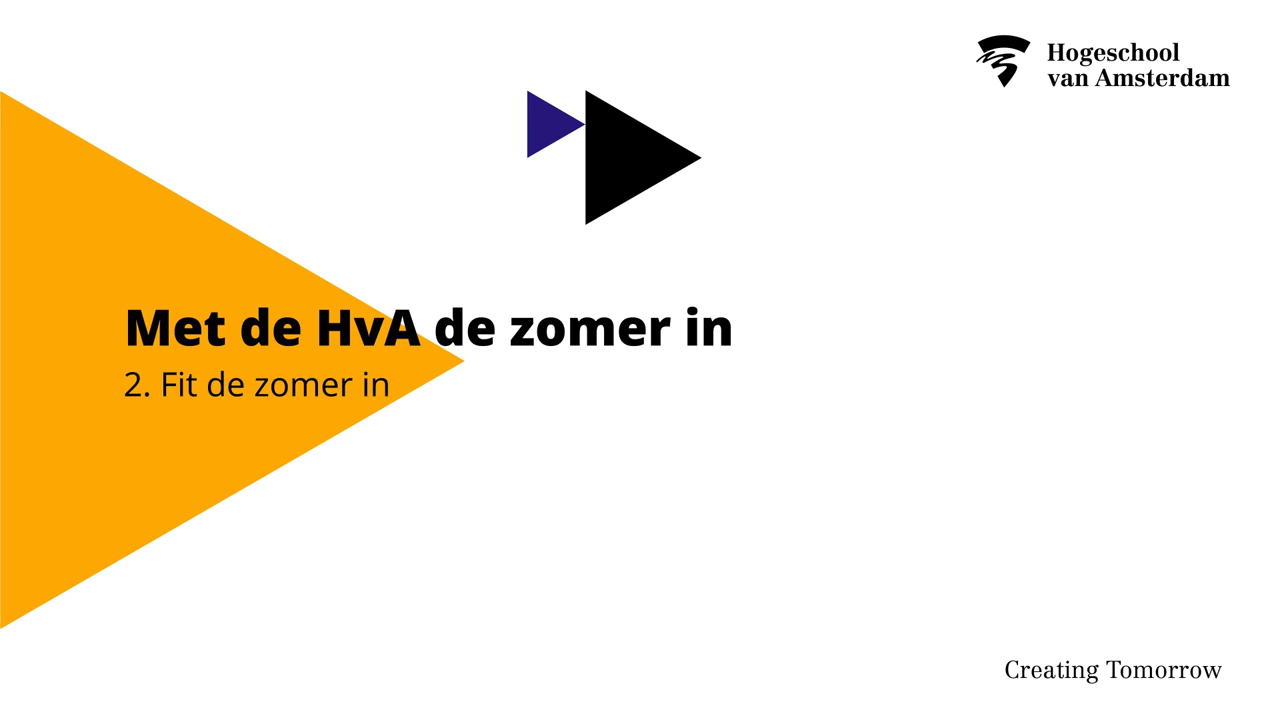 Hogeschool
van Amsterdam
Met de HvA de zomer in
2. Fit de zomer in
Creating Tomorrow